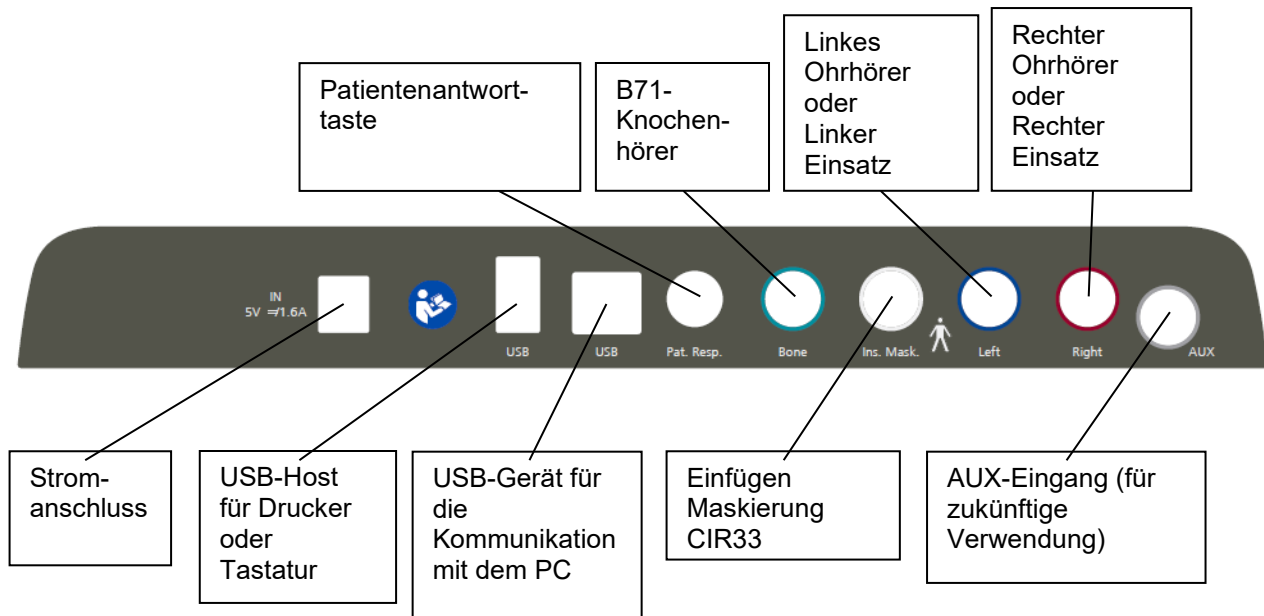 Patientenantwort-
taste
B71-
Knochen-
hörer
Linkes
Ohrhörer
oder
Linker
Einsatz
Rechter
Ohrhörer
oder
Rechter
Einsatz
IN
5V ⎓/1.6A
USB
USB
Pat. Resp.
Bone
Ins. Mask.
Left
Right
AUX
Strom-
anschluss
USB-Host
für Drucker
oder
Tastatur
USB-Gerät für
die
Kommunikation
mit dem PC
Einfügen
Maskierung
CIR33
AUX-Eingang (für
zukünftige
Verwendung)